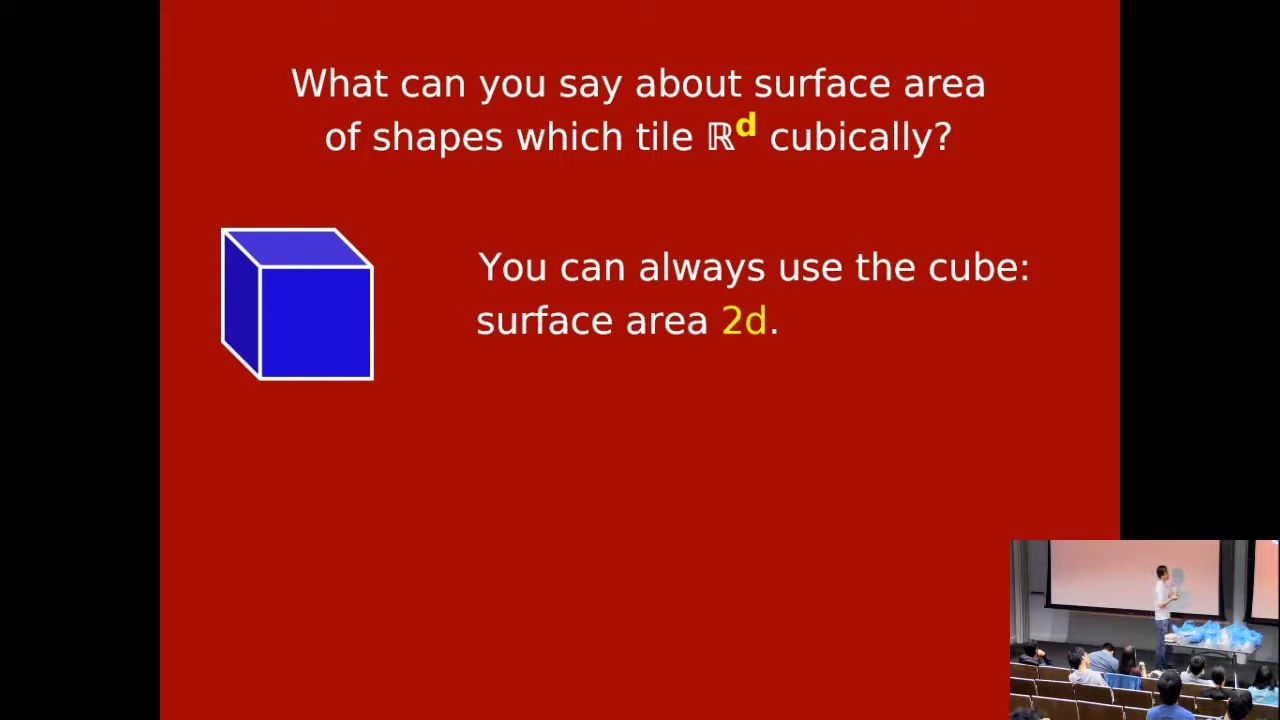 What can you say about surface area
of shapes which tile ℝᵈ cubically?
You can always use the cube:
surface area 2d.